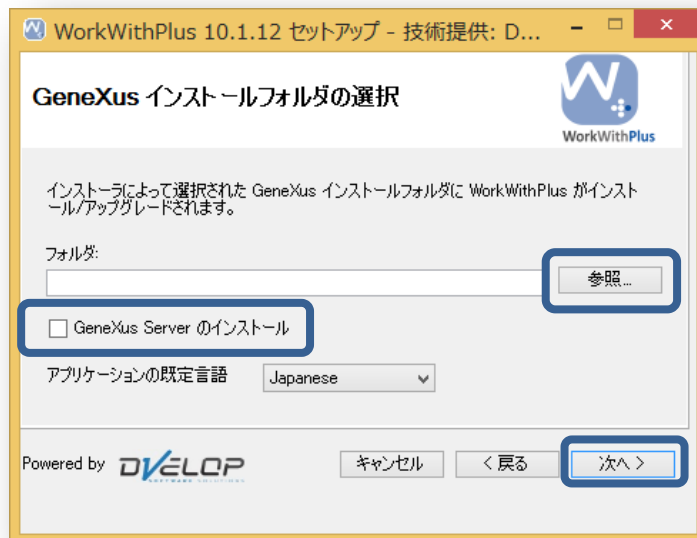 WorkWithPlus 10.1.12 セットアップ - 技術提供: D...
GeneXus インストールフォルダの選択
WorkWithPlus
インストーラによって選択された GeneXus インストールフォルダに WorkWithPlus がインスト
ール/アップグレードされます。
フォルダ:
参照...
GeneXus Server のインストール
アプリケーションの既定言語 Japanese
Powered by DVELOP
SOFTWARE SOLUTIONS
キャンセル < 戻る 次へ >